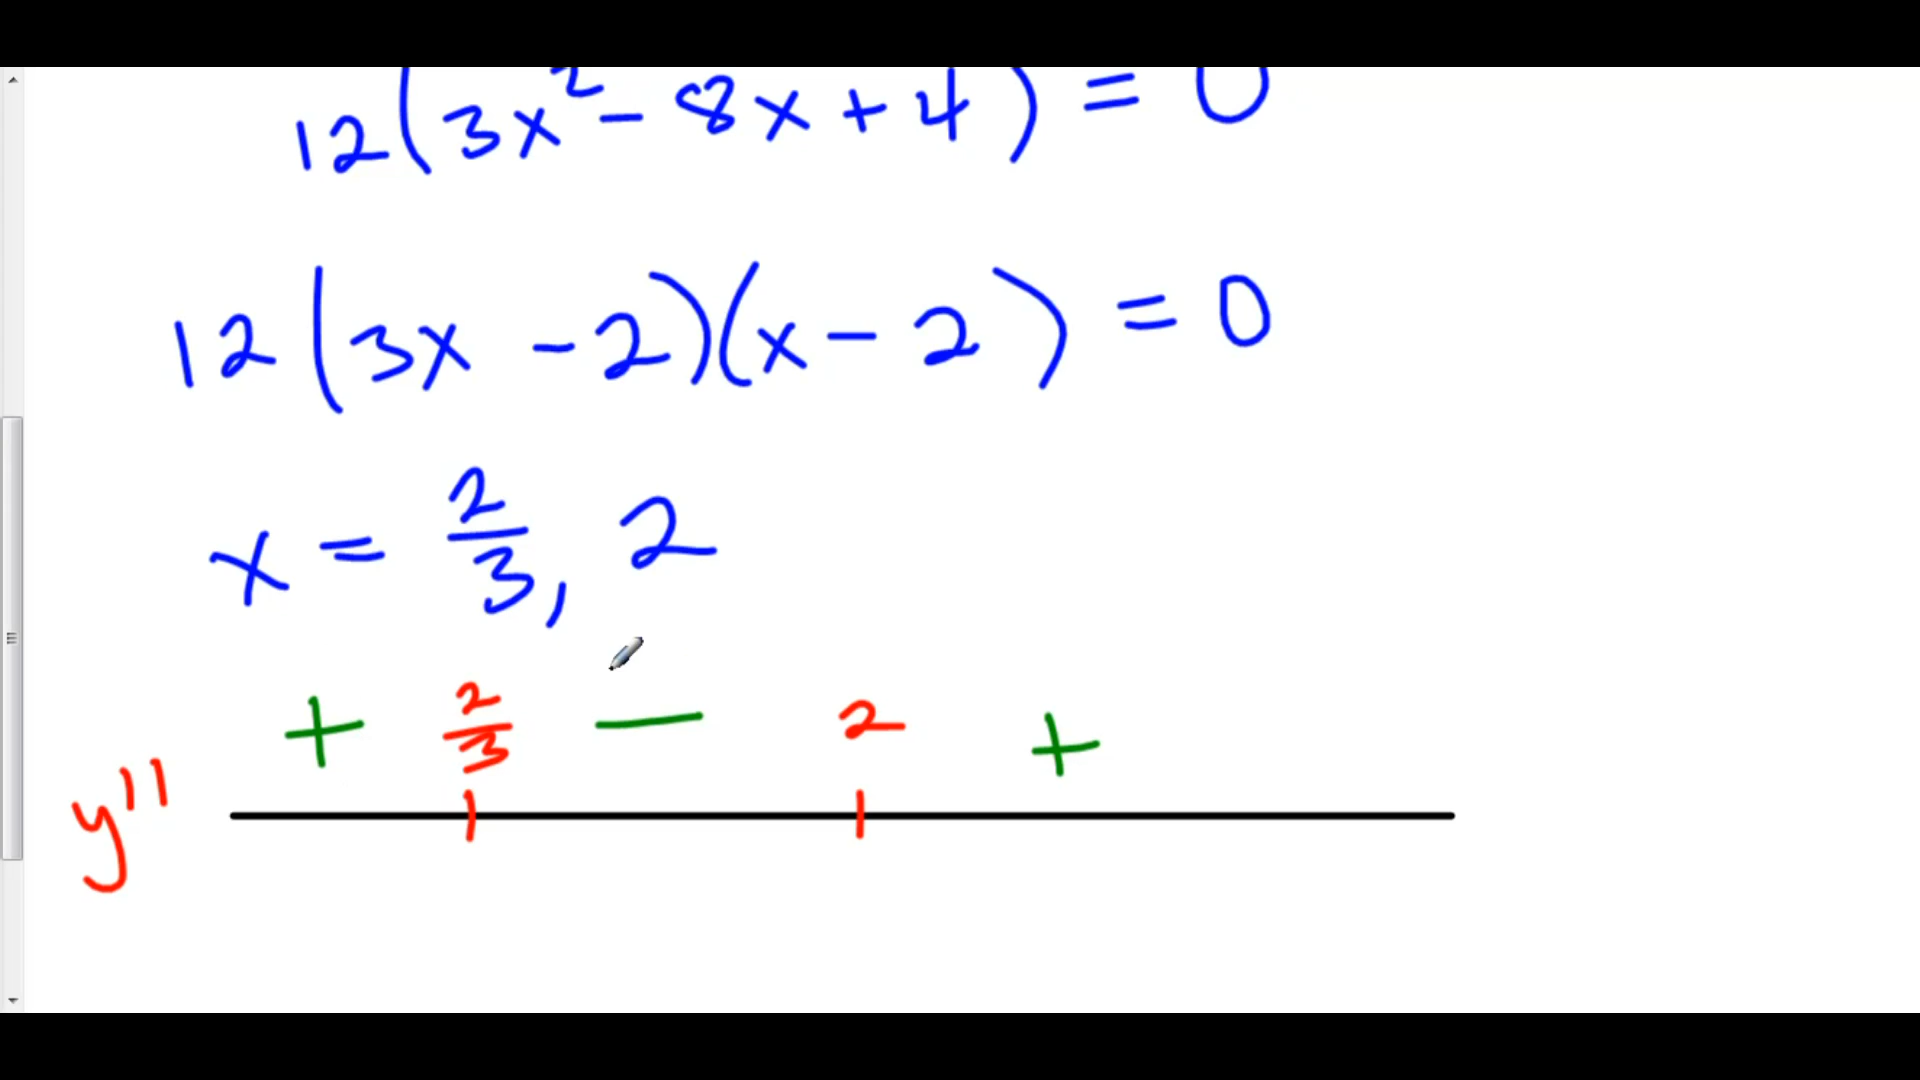 12(3x² - 8x + 4) = 0
12(3x - 2)(x - 2) = 0
x = 2/3, 2
+ 2/3 − 2 +
y''